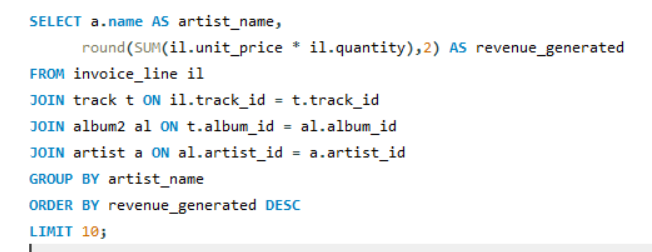 SELECT a.name AS artist_name,
round(SUM(il.unit_price * il.quantity),2) AS revenue_generated
FROM invoice_line il
JOIN track t ON il.track_id = t.track_id
JOIN album2 al ON t.album_id = al.album_id
JOIN artist a ON al.artist_id = a.artist_id
GROUP BY artist_name
ORDER BY revenue_generated DESC
LIMIT 10;